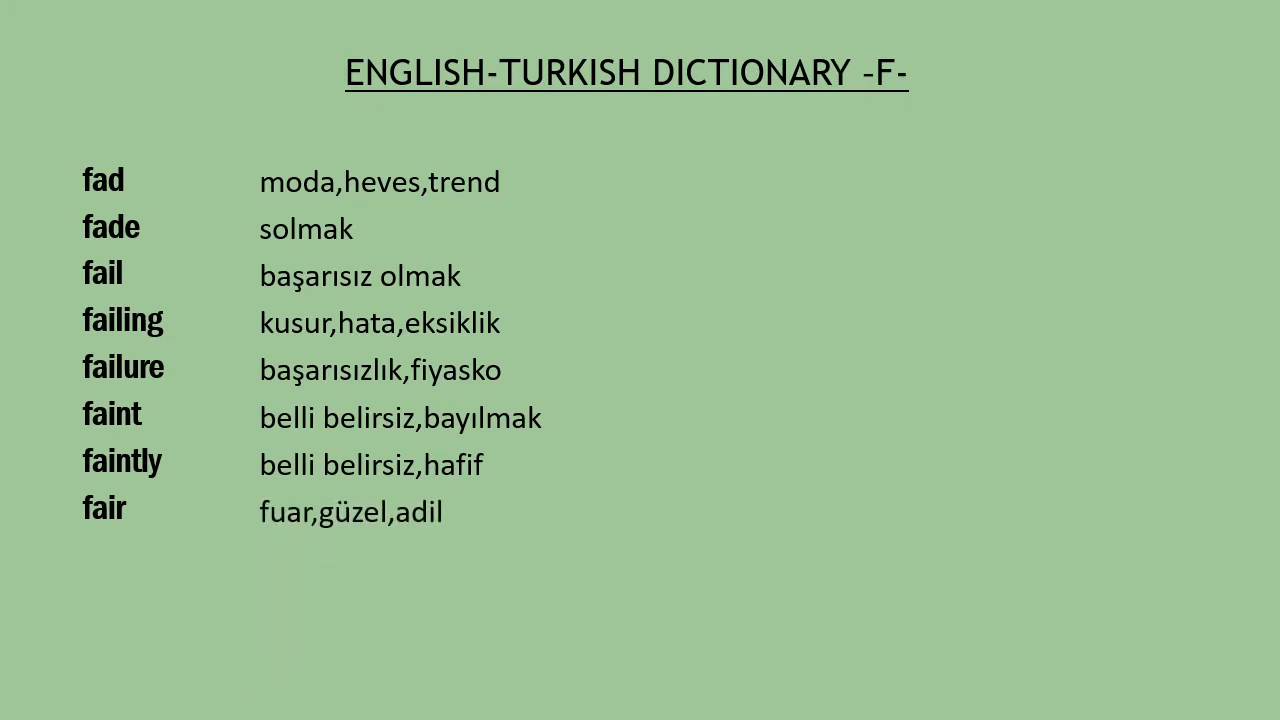 ENGLISH-TURKISH DICTIONARY –F-
fad moda,heves,trend
fade solmak
fail başarısız olmak
failing kusur,hata,eksiklik
failure başarısızlık,fiyasko
faint belli belirsiz,bayılmak
faintly belli belirsiz,hafif
fair fuar,güzel,adil